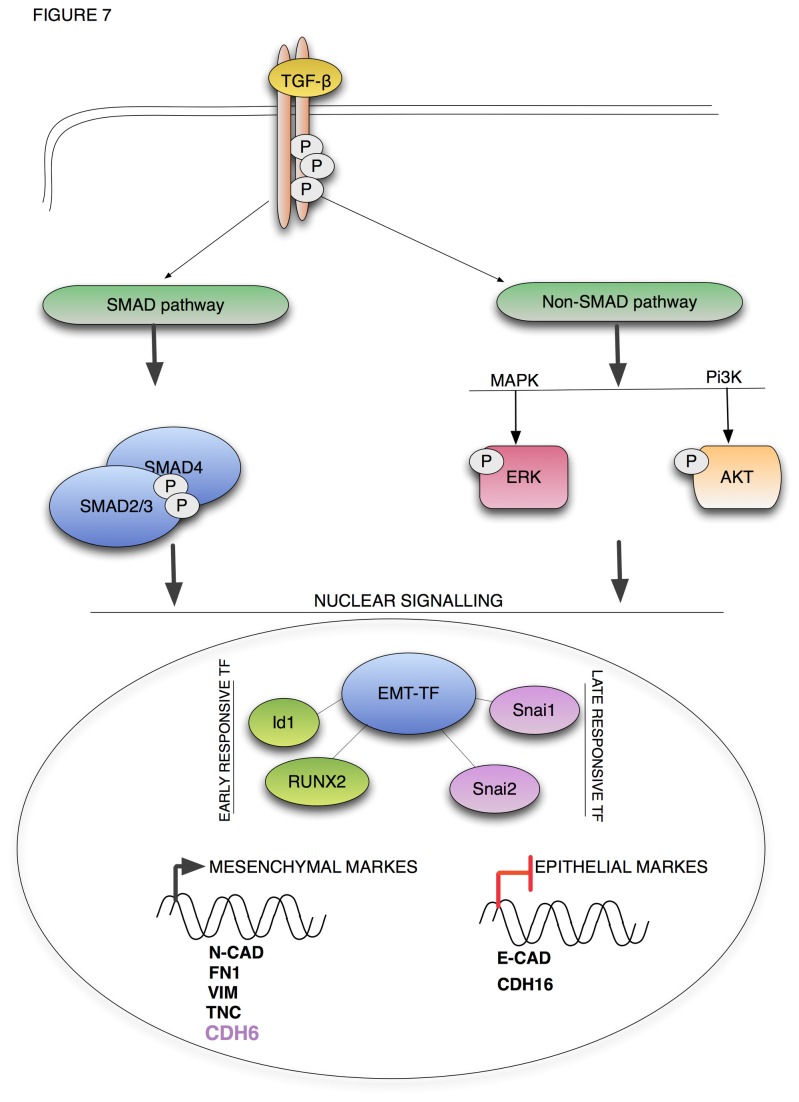 FIGURE 7
TGF-β
P
P
P
SMAD pathway
Non-SMAD pathway
MAPK
Pi3K
SMAD4
SMAD2/3
P
P
P
ERK
P
AKT
NUCLEAR SIGNALLING
EARLY RESPONSIVE TF
LATE RESPONSIVE TF
EMT-TF
Id1
Snai1
RUNX2
Snai2
MESENCHYMAL MARKES
EPITHELIAL MARKES
N-CAD
FN1
VIM
TNC
CDH6
E-CAD
CDH16